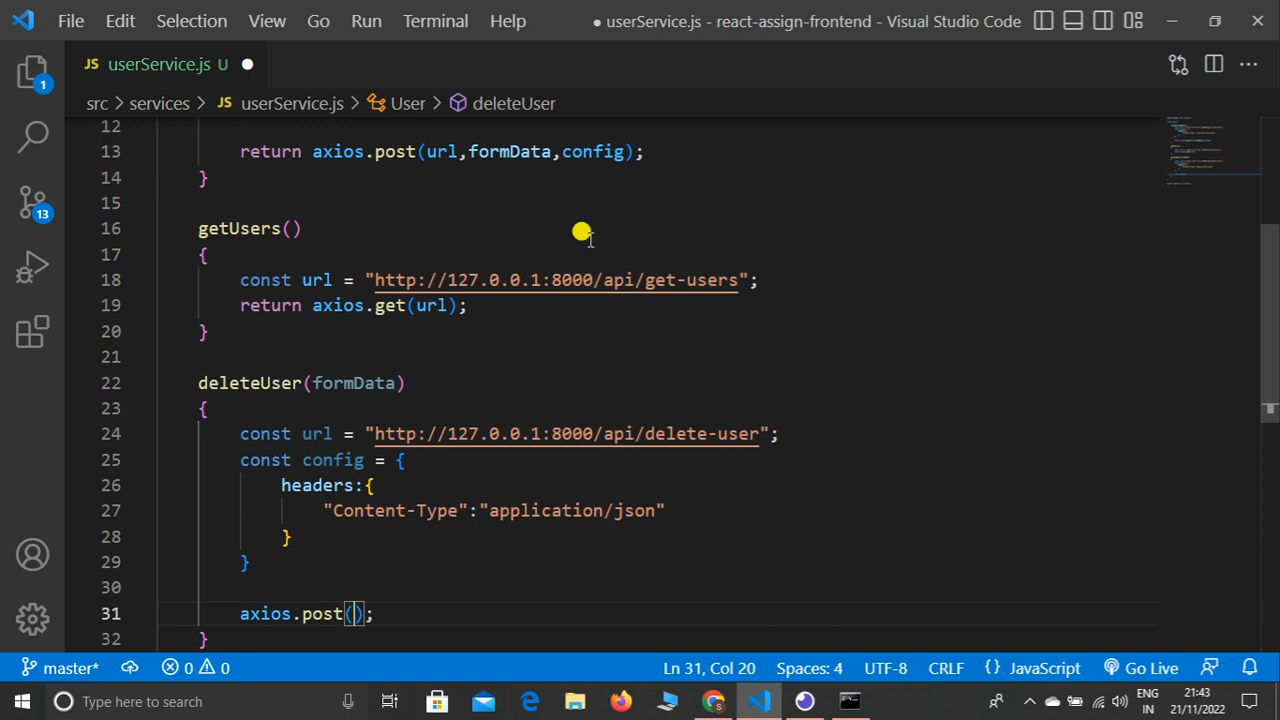 File Edit Selection View Go Run Terminal Help ● userService.js - react-assign-frontend - Visual Studio Code
JS userService.js U ●
src > services > JS userService.js > User > deleteUser
12
13 return axios.post(url,formData,config);
14 }
15
16 getUsers()
17 {
18 const url = "http://127.0.0.1:8000/api/get-users";
19 return axios.get(url);
20 }
21
22 deleteUser(formData)
23 {
24 const url = "http://127.0.0.1:8000/api/delete-user";
25 const config = {
26 headers:{
27 "Content-Type":"application/json"
28 }
29 }
30
31 axios.post();
32 }
1
13
master* 0 0 Ln 31, Col 20 Spaces: 4 UTF-8 CRLF {} JavaScript Go Live
Type here to search
ENG
IN
21:43
21/11/2022